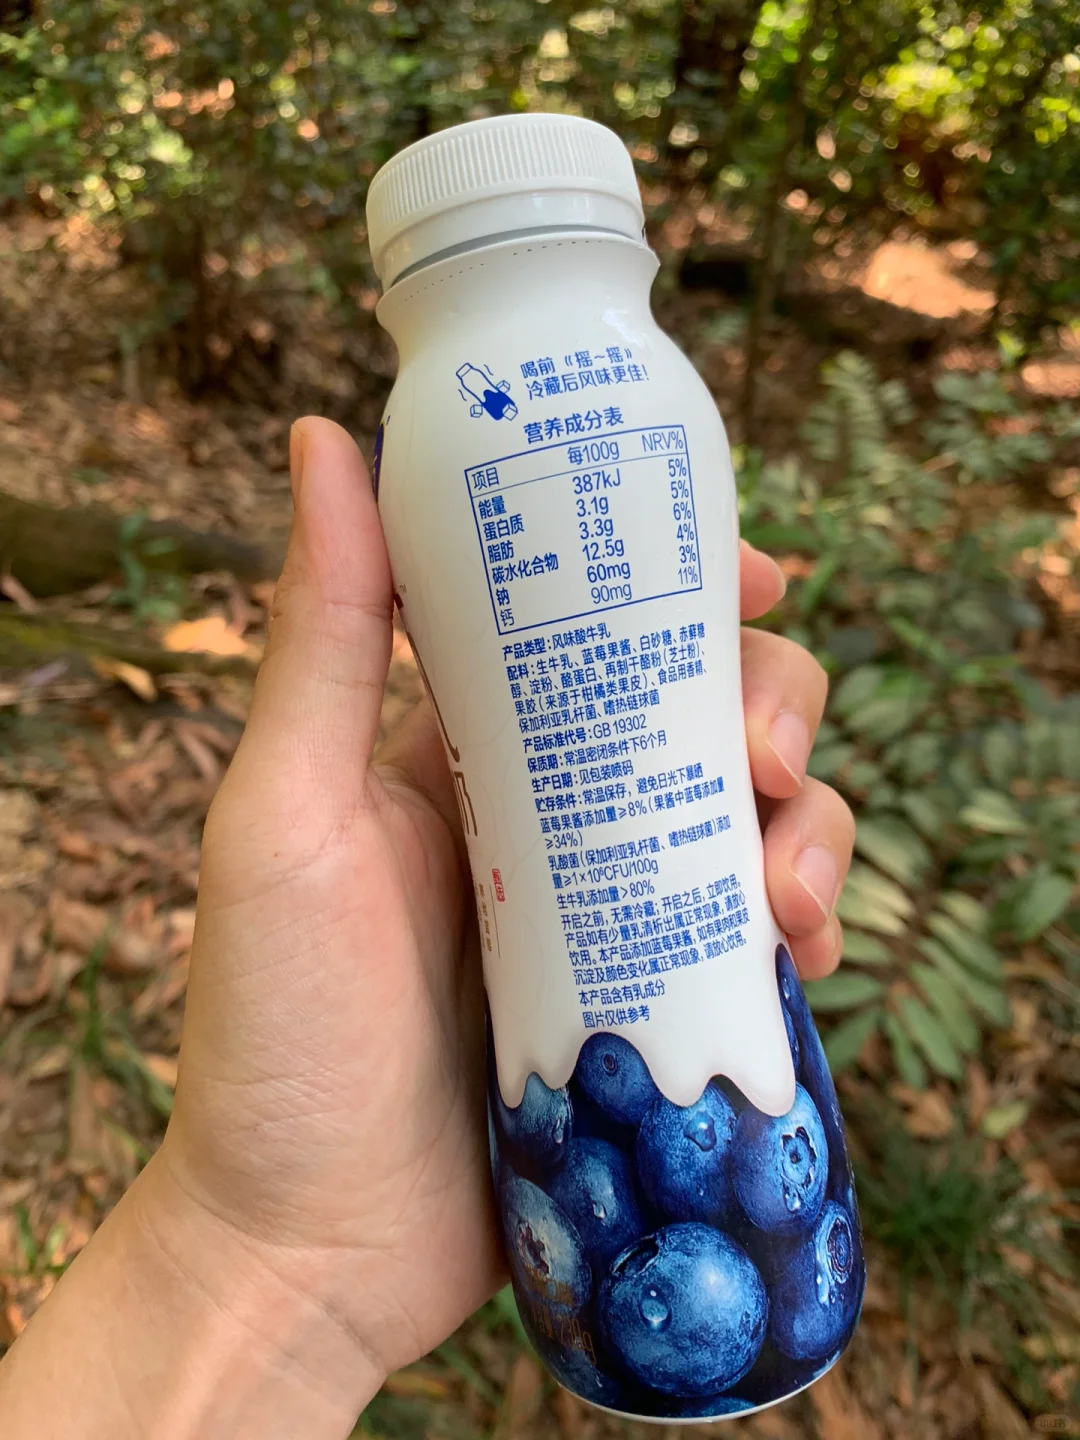 喝前《摇~摇》
冷藏后风味更佳!
营养成分表
项目 每100g NRV%
能量 387kJ 5%
蛋白质 3.1g 5%
脂肪 3.3g 6%
碳水化合物 12.5g 4%
钠 60mg 3%
钙 90mg 11%
产品类型:风味酸牛乳
配料:生牛乳、蓝莓果酱、白砂糖、赤藓糖
醇、淀粉、酪蛋白、再制干酪粉(芝士粉)、
果胶(来源于柑橘类果皮)、食品用香精、
保加利亚乳杆菌、嗜热链球菌
产品标准代号:GB 19302
保质期:常温密闭条件下6个月
生产日期:见包装喷码
贮存条件:常温保存,避免日光下暴晒
蓝莓果酱添加量≥8%(果酱中蓝莓添加量
≥34%)
乳酸菌(保加利亚乳杆菌、嗜热链球菌)添加
量≥1×10⁶CFU/100g
生牛乳添加量>80%
开启之前,无需冷藏;开启之后,立即饮用。
产品如有少量乳清析出属正常现象,请放心
饮用。本产品添加蓝莓果酱,如有果肉和果皮
沉淀及颜色变化属正常现象,请放心饮用。
本产品含有乳成分
图片仅供参考
230g